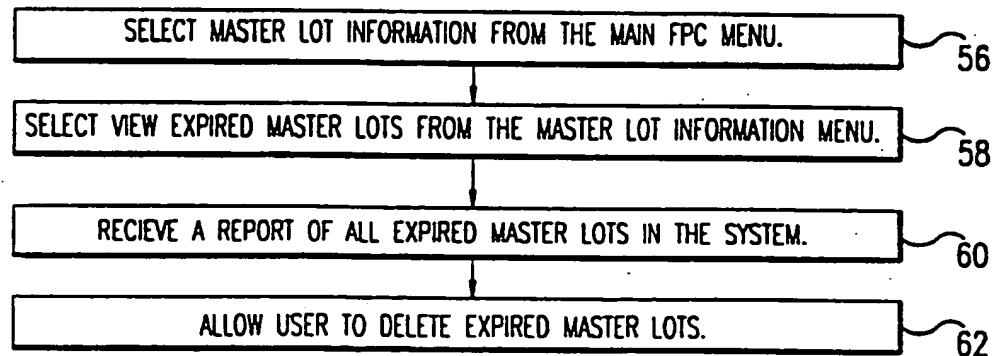 SELECT MASTER LOT INFORMATION FROM THE MAIN FPC MENU.
56
SELECT VIEW EXPIRED MASTER LOTS FROM THE MASTER LOT INFORMATION MENU.
58
RECIEVE A REPORT OF ALL EXPIRED MASTER LOTS IN THE SYSTEM.
60
ALLOW USER TO DELETE EXPIRED MASTER LOTS.
62